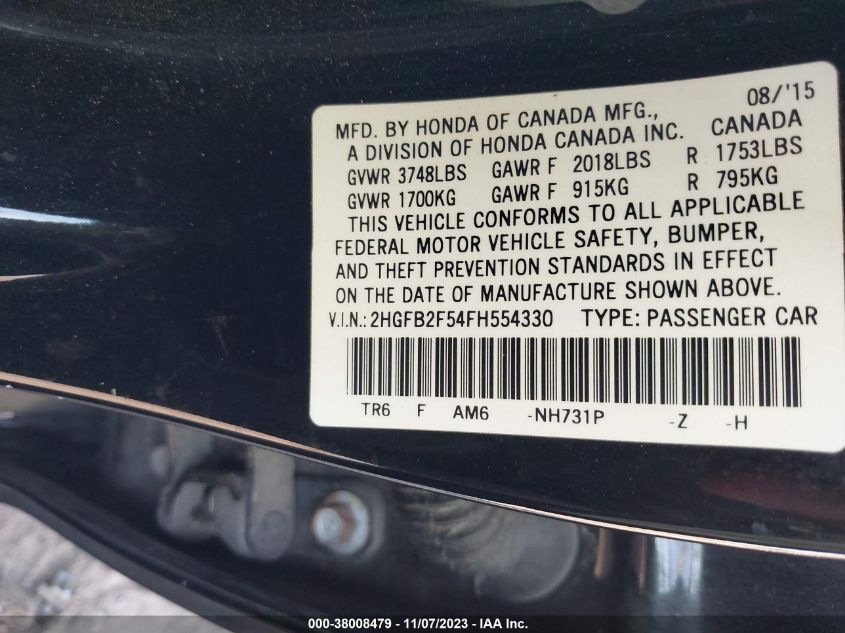 08/'15
MFD. BY HONDA OF CANADA MFG.,
A DIVISION OF HONDA CANADA INC. CANADA
GVWR 3748LBS GAWR F 2018LBS R 1753LBS
GVWR 1700KG GAWR F 915KG R 795KG
THIS VEHICLE CONFORMS TO ALL APPLICABLE
FEDERAL MOTOR VEHICLE SAFETY, BUMPER,
AND THEFT PREVENTION STANDARDS IN EFFECT
ON THE DATE OF MANUFACTURE SHOWN ABOVE.
V.I.N.: 2HGFB2F54FH554330 TYPE: PASSENGER CAR
TR6 F AM6 -NH731P -Z -H
000-38008479 - 11/07/2023 - IAA Inc.